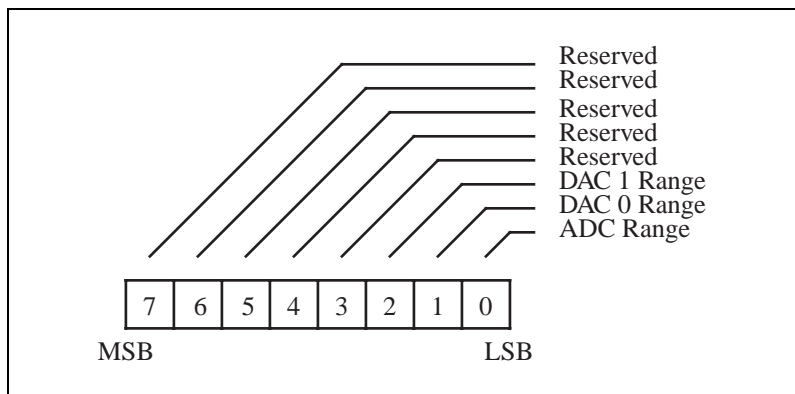 Reserved
Reserved
Reserved
Reserved
Reserved
DAC 1 Range
DAC 0 Range
ADC Range
7 6 5 4 3 2 1 0
MSB LSB